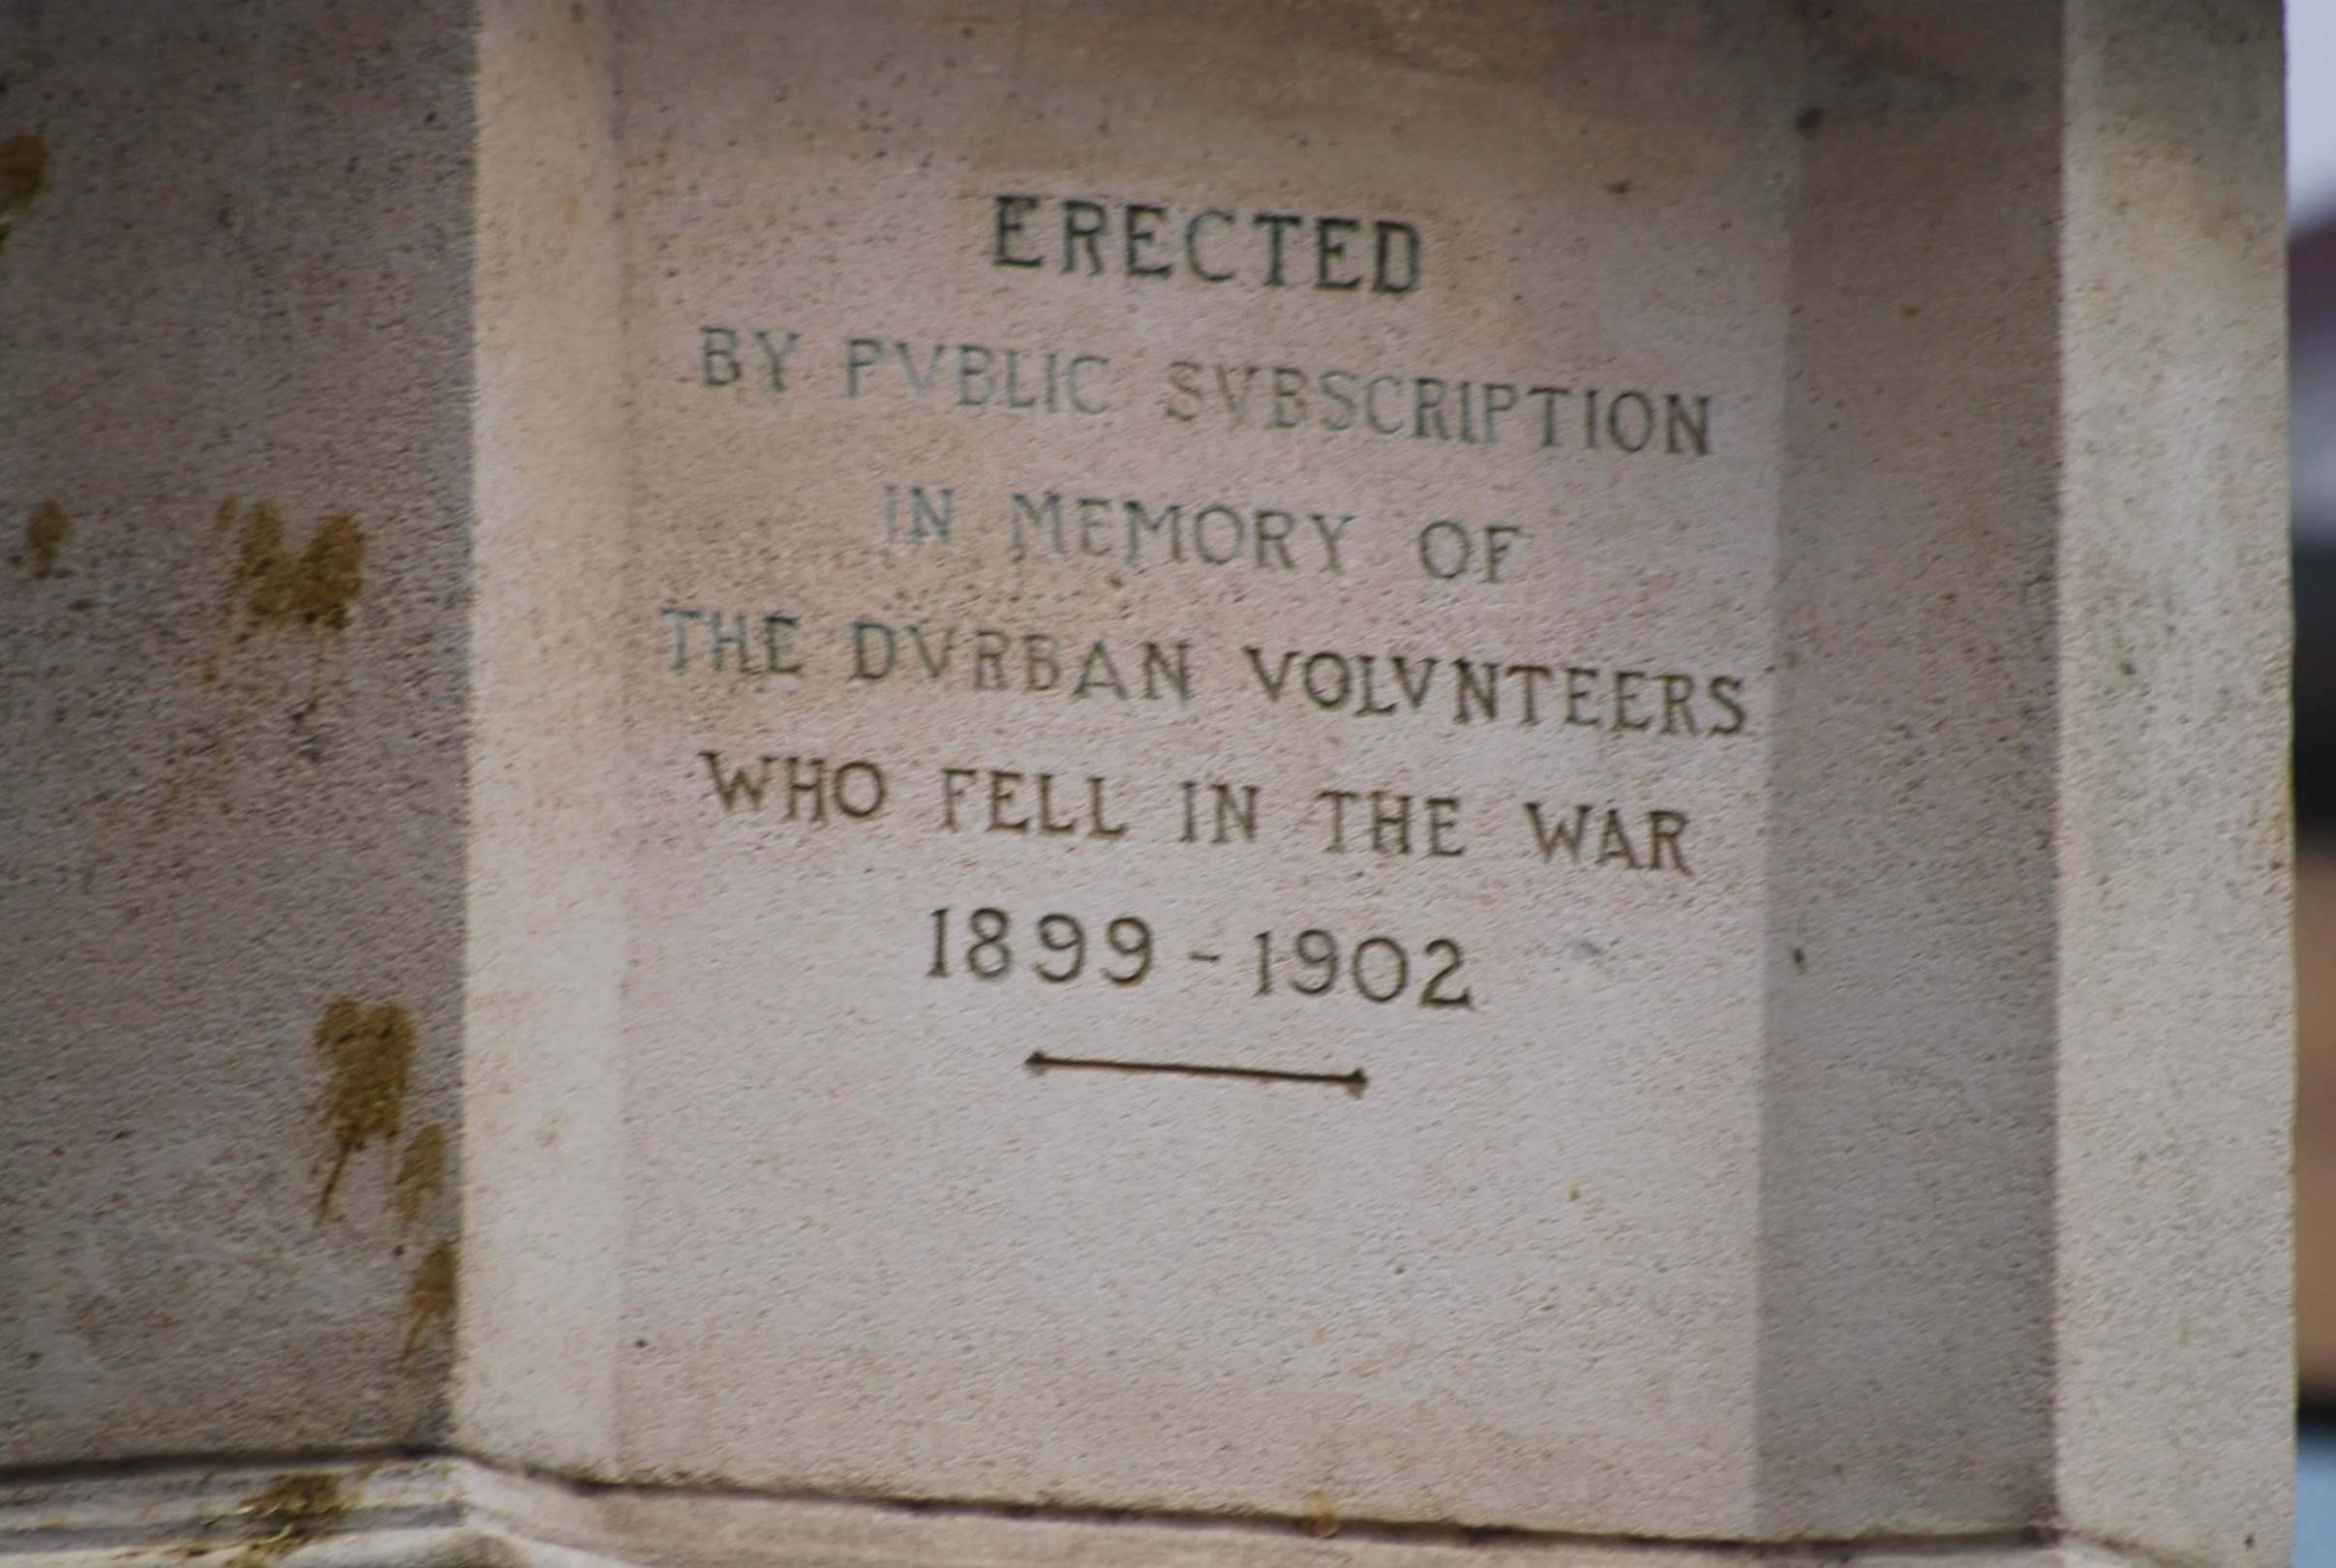 ERECTED
BY PVBLIC SVBSCRIPTION
IN MEMORY OF
THE DVRBAN VOLVNTEERS
WHO FELL IN THE WAR
1899-1902